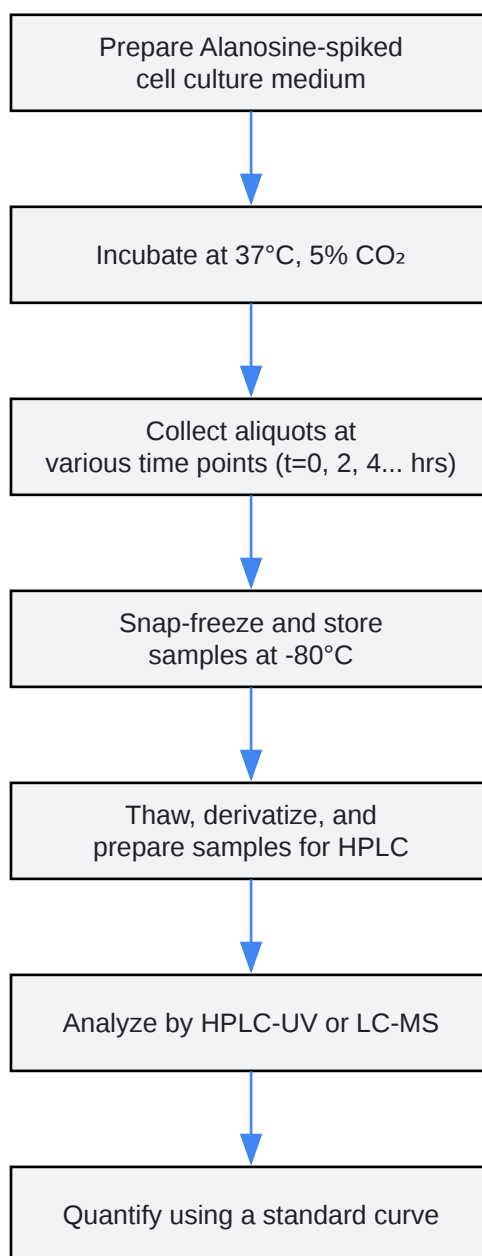 Prepare Alanosine-spiked
cell culture medium
Incubate at 37°C, 5% CO₂
Collect aliquots at
various time points (t=0, 2, 4... hrs)
Snap-freeze and store
samples at -80°C
Thaw, derivatize, and
prepare samples for HPLC
Analyze by HPLC-UV or LC-MS
Quantify using a standard curve